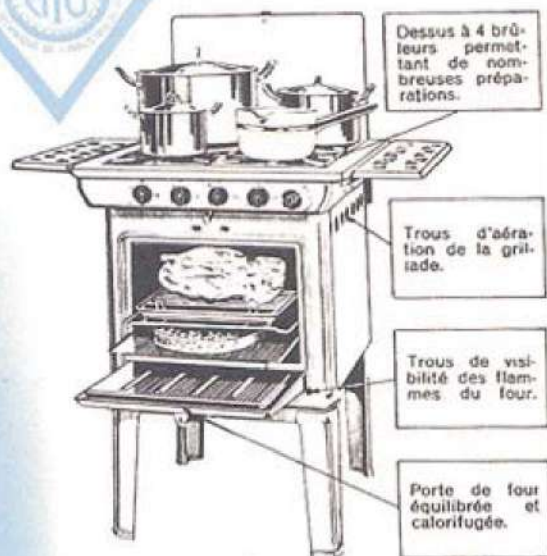 Dessus à 4 brû-
leurs permet-
tant de nom-
breuses prépa-
rations.
Trous d'aéra-
tion de la gril-
lade.
Trous de visi-
bilité des flam-
mes du four.
Porte de four
équilibrée et
calorifugée.